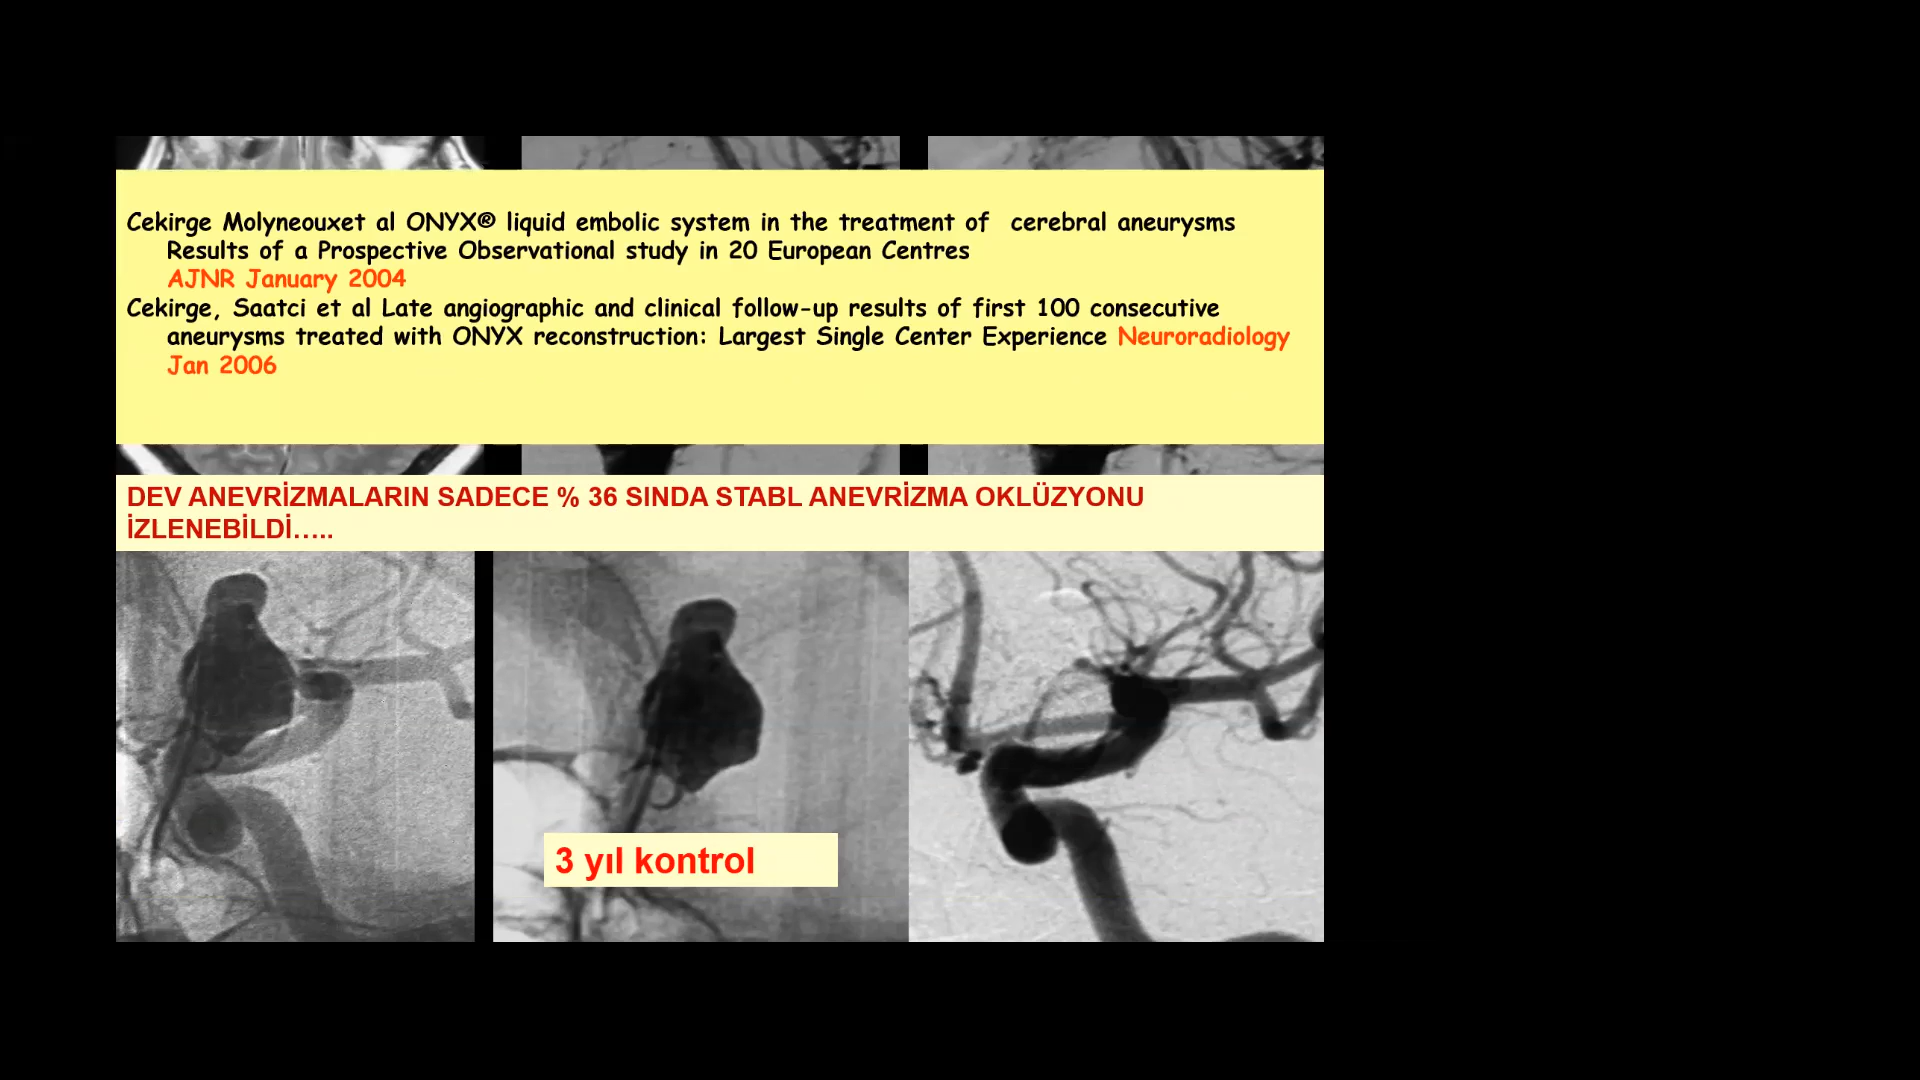 Cekirge Molyneouxet al ONYX® liquid embolic system in the treatment of cerebral aneurysms
Results of a Prospective Observational study in 20 European Centres
AJNR January 2004
Cekirge, Saatci et al Late angiographic and clinical follow-up results of first 100 consecutive
aneurysms treated with ONYX reconstruction: Largest Single Center Experience Neuroradiology
Jan 2006
DEV ANEVRİZMALARIN SADECE % 36 SINDA STABL ANEVRİZMA OKLÜZYONU
İZLENEBİLDİ…..
3 yıl kontrol